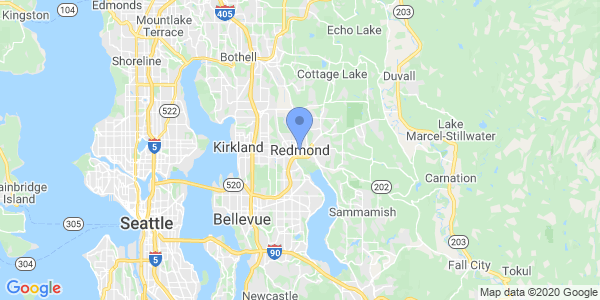 Edmonds
Kingston
104
Mountlake
Terrace
405
Echo Lake
203
Bothell
Shoreline
Cottage Lake
Duvall
522
Lake
Marcel-Stillwater
5
Kirkland
Redmond
Carnation
520
202
ainbridge
Island
Sammamish
305
Seattle
Bellevue
203
90
304
5
Fall City
Tokul
Google
Newcastle
Map data ©2020 Google